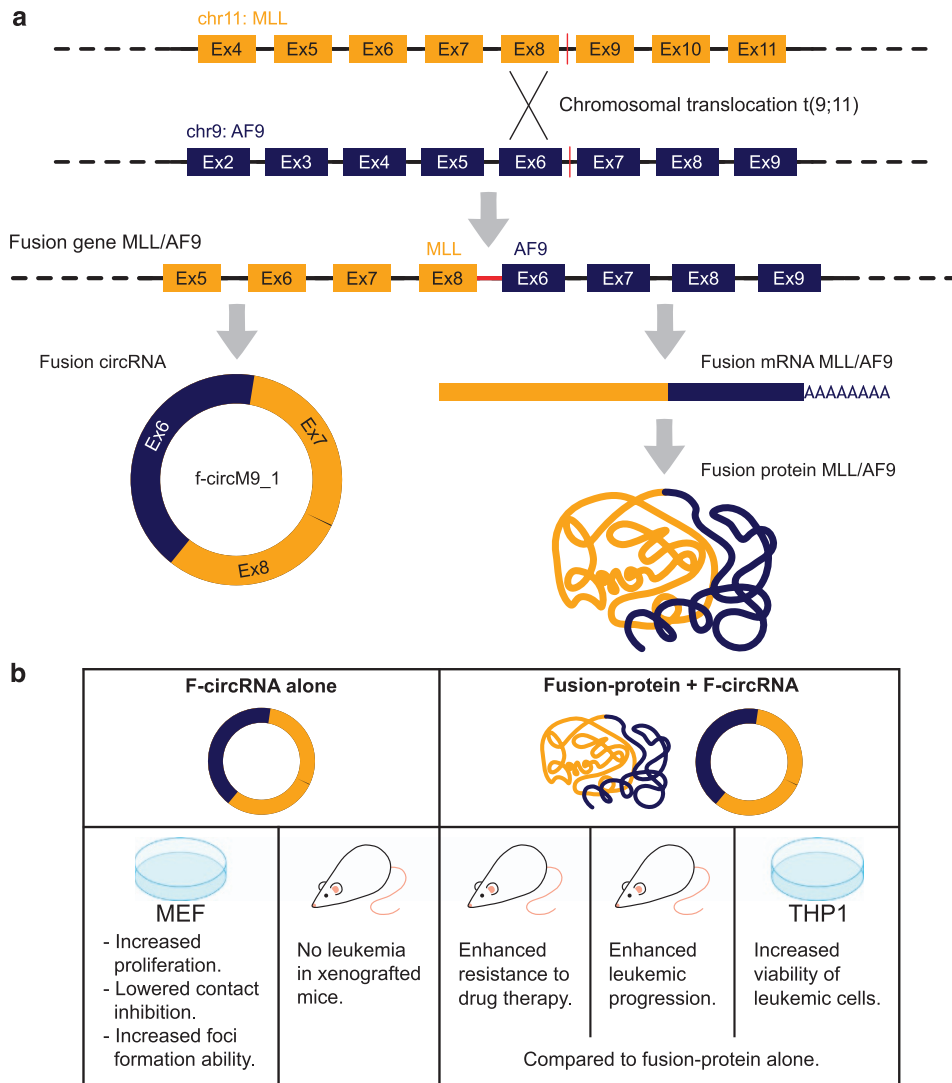 a
chr11: MLL
Ex4 Ex5 Ex6 Ex7 Ex8 Ex9 Ex10 Ex11
Chromosomal translocation t(9;11)
chr9: AF9
Ex2 Ex3 Ex4 Ex5 Ex6 Ex7 Ex8 Ex9
Fusion gene MLL/AF9
MLL AF9
Ex5 Ex6 Ex7 Ex8 Ex6 Ex7 Ex8 Ex9
Fusion circRNA
Ex6
Ex7
f-circM9_1
Ex8
Fusion mRNA MLL/AF9
AAAAAAAA
Fusion protein MLL/AF9
b
F-circRNA alone
Fusion-protein + F-circRNA
MEF
- Increased
proliferation.
- Lowered contact
inhibition.
- Increased foci
formation ability.
No leukemia
in xenografted
mice.
Enhanced
resistance to
drug therapy.
Enhanced
leukemic
progression.
THP1
Increased
viability of
leukemic cells.
Compared to fusion-protein alone.